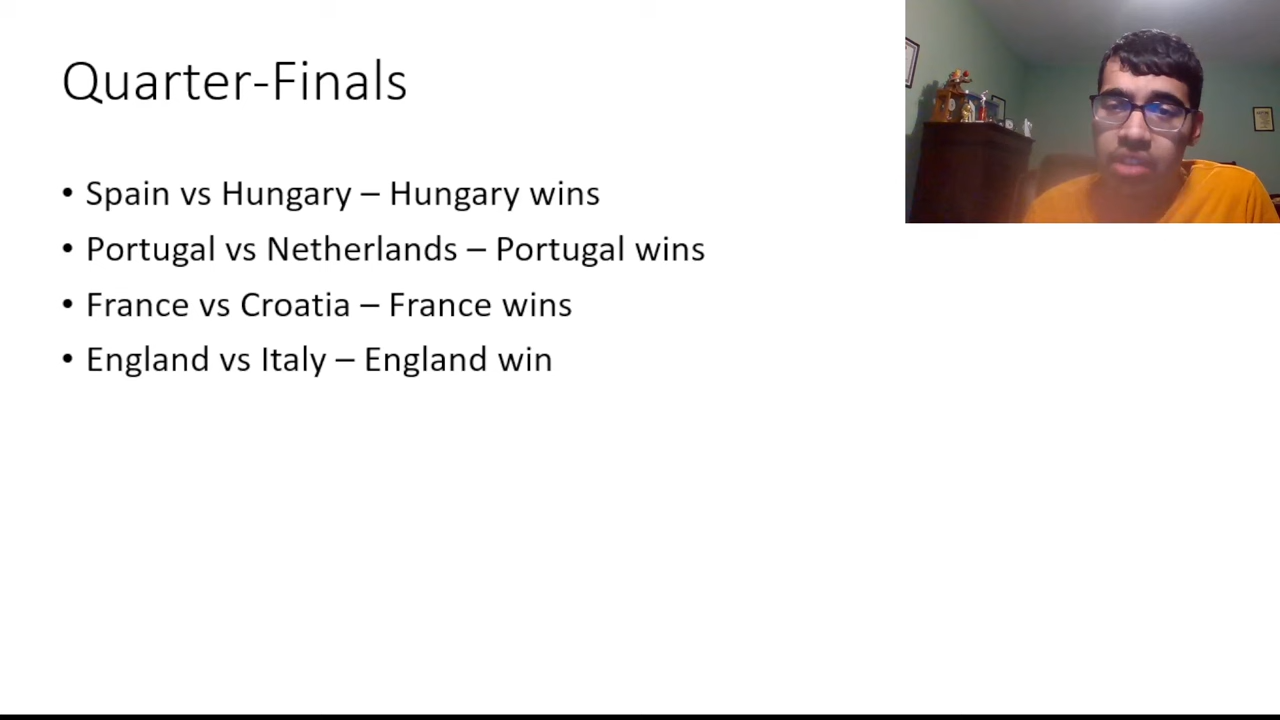 Quarter-Finals
• Spain vs Hungary – Hungary wins
• Portugal vs Netherlands – Portugal wins
• France vs Croatia – France wins
• England vs Italy – England win